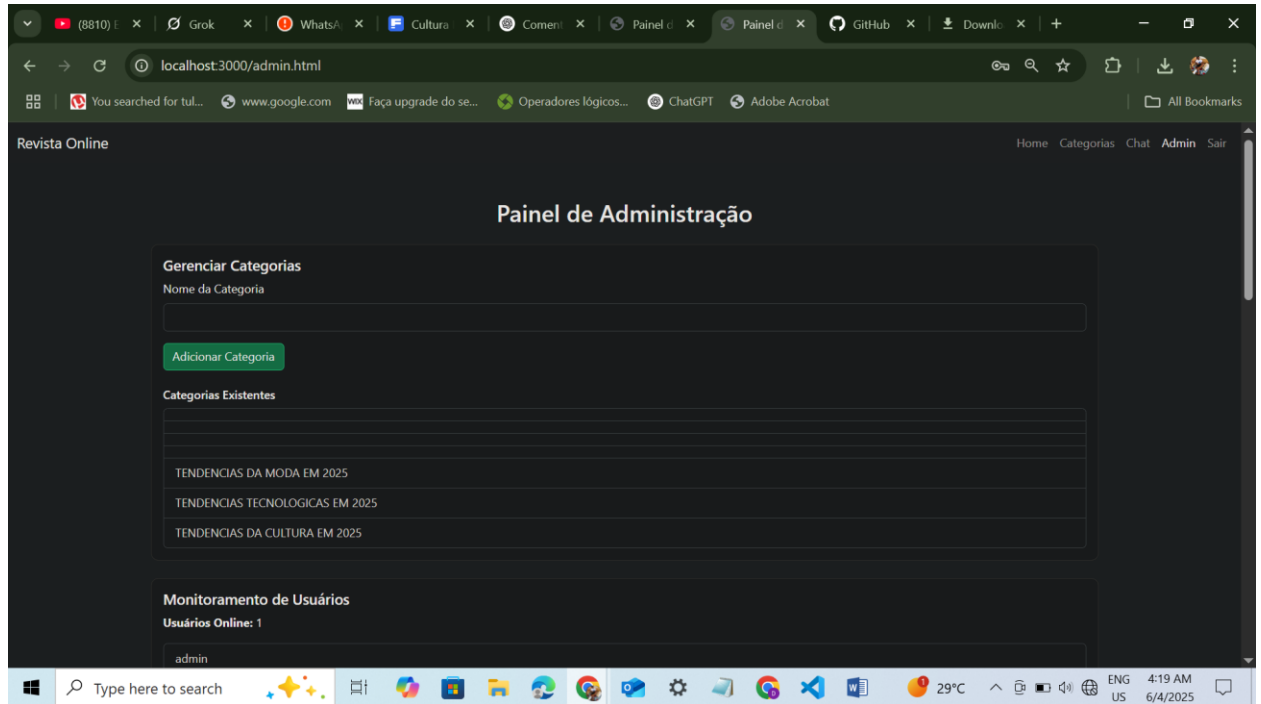 (8810) E
Grok
WhatsA
Cultura
Coment
Painel d
Painel d
GitHub
Downlo
localhost:3000/admin.html
You searched for tul...
www.google.com
WIX Faça upgrade do se...
Operadores lógicos...
ChatGPT
Adobe Acrobat
All Bookmarks
Revista Online
Home Categorias Chat Admin Sair
Painel de Administração
Gerenciar Categorias
Nome da Categoria
Adicionar Categoria
Categorias Existentes
TENDENCIAS DA MODA EM 2025
TENDENCIAS TECNOLOGICAS EM 2025
TENDENCIAS DA CULTURA EM 2025
Monitoramento de Usuários
Usuários Online: 1
admin
Type here to search
29°C
ENG
US
4:19 AM
6/4/2025